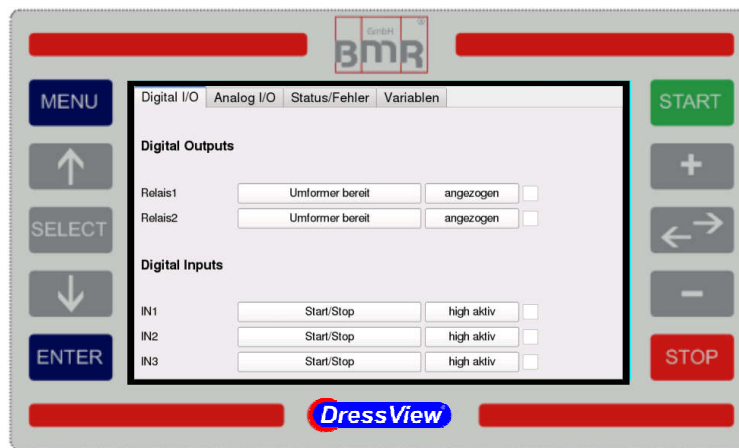 GmbH
BMR
®
MENU
SELECT
ENTER
Digital I/O Analog I/O Status/Fehler Variablen
Digital Outputs
Relais1 Umformer bereit angezogen
Relais2 Umformer bereit angezogen
Digital Inputs
IN1 Start/Stop high aktiv
IN2 Start/Stop high aktiv
IN3 Start/Stop high aktiv
START
+
−
STOP
DressView